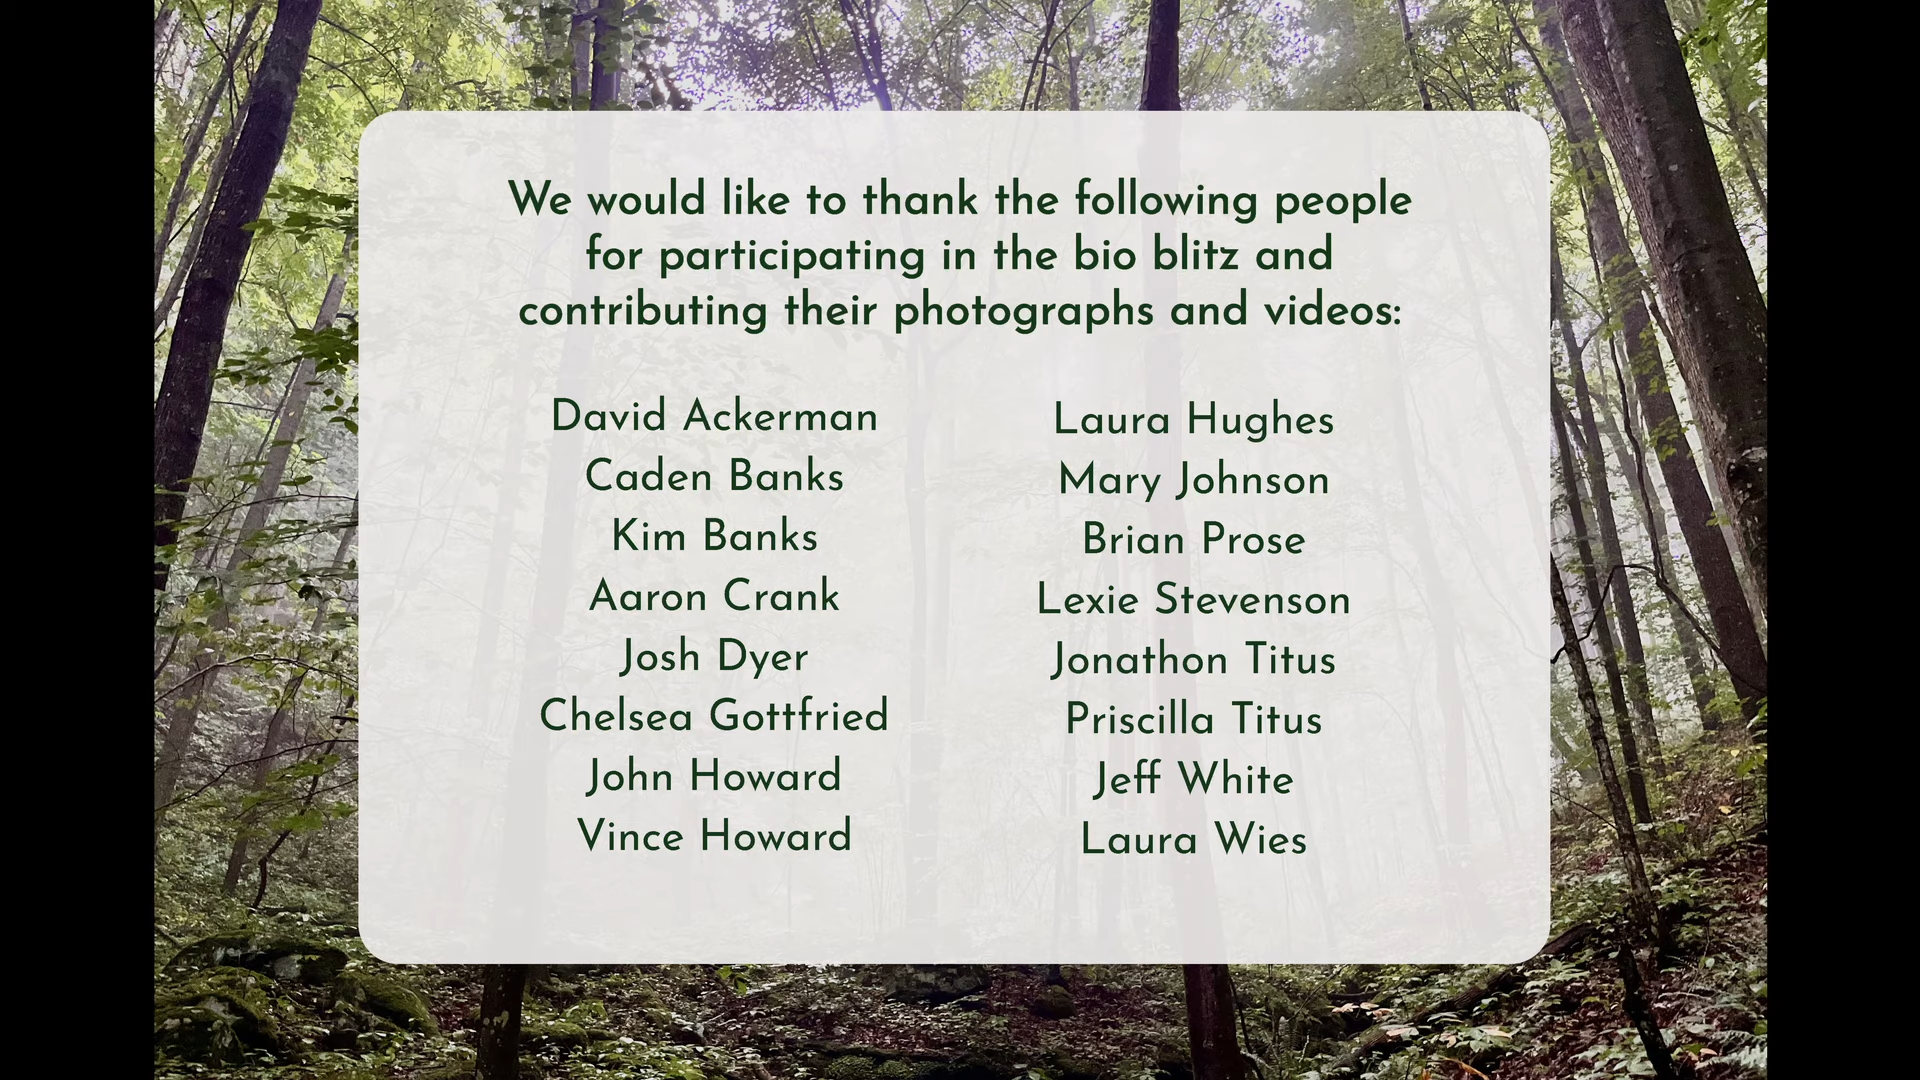 We would like to thank the following people
for participating in the bio blitz and
contributing their photographs and videos:
David Ackerman
Caden Banks
Kim Banks
Aaron Crank
Josh Dyer
Chelsea Gottfried
John Howard
Vince Howard
Laura Hughes
Mary Johnson
Brian Prose
Lexie Stevenson
Jonathon Titus
Priscilla Titus
Jeff White
Laura Wies